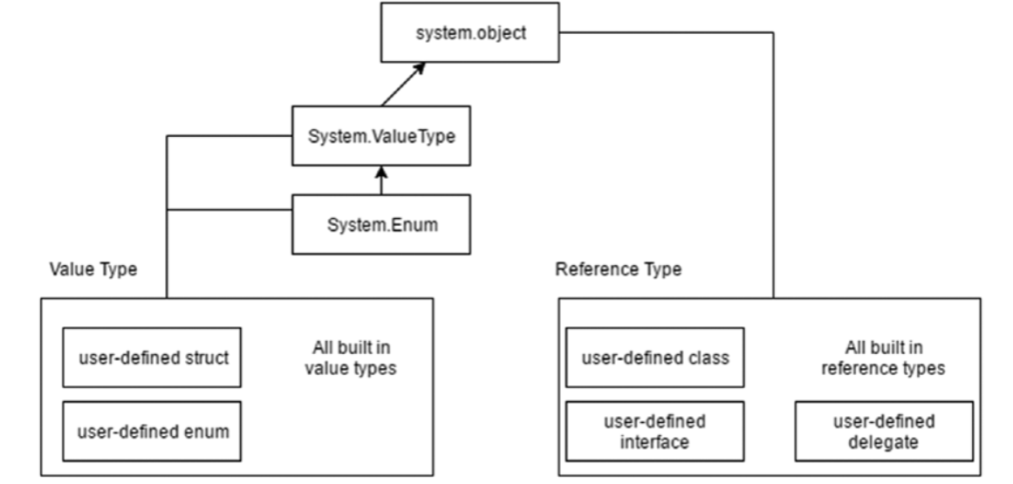 system.object
System.ValueType
System.Enum
Value Type
Reference Type
user-defined struct
All built in
value types
user-defined enum
user-defined class
All built in
reference types
user-defined
interface
user-defined
delegate